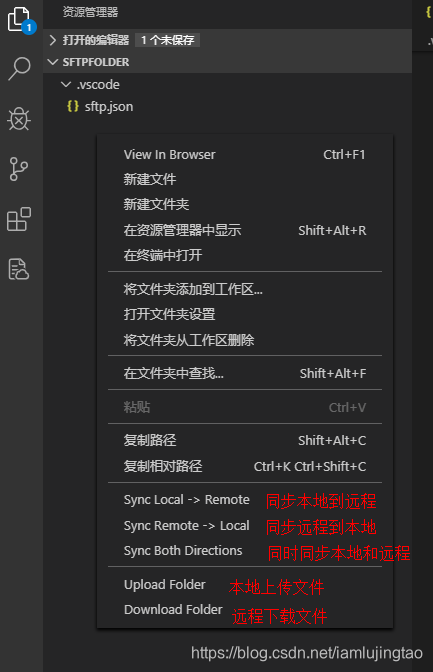 资源管理器
1
打开的编辑器 1 个未保存
SFTPFOLDER
.vscode
{} sftp.json
View In Browser Ctrl+F1
新建文件
新建文件夹
在资源管理器中显示 Shift+Alt+R
在终端中打开
将文件夹添加到工作区...
打开文件夹设置
将文件夹从工作区删除
在文件夹中查找... Shift+Alt+F
粘贴 Ctrl+V
复制路径 Shift+Alt+C
复制相对路径 Ctrl+K Ctrl+Shift+C
Sync Local -> Remote 同步本地到远程
Sync Remote -> Local 同步远程到本地
Sync Both Directions 同时同步本地和远程
Upload Folder 本地上传文件
Download Folder 远程下载文件
https://blog.csdn.net/iamlujingtao